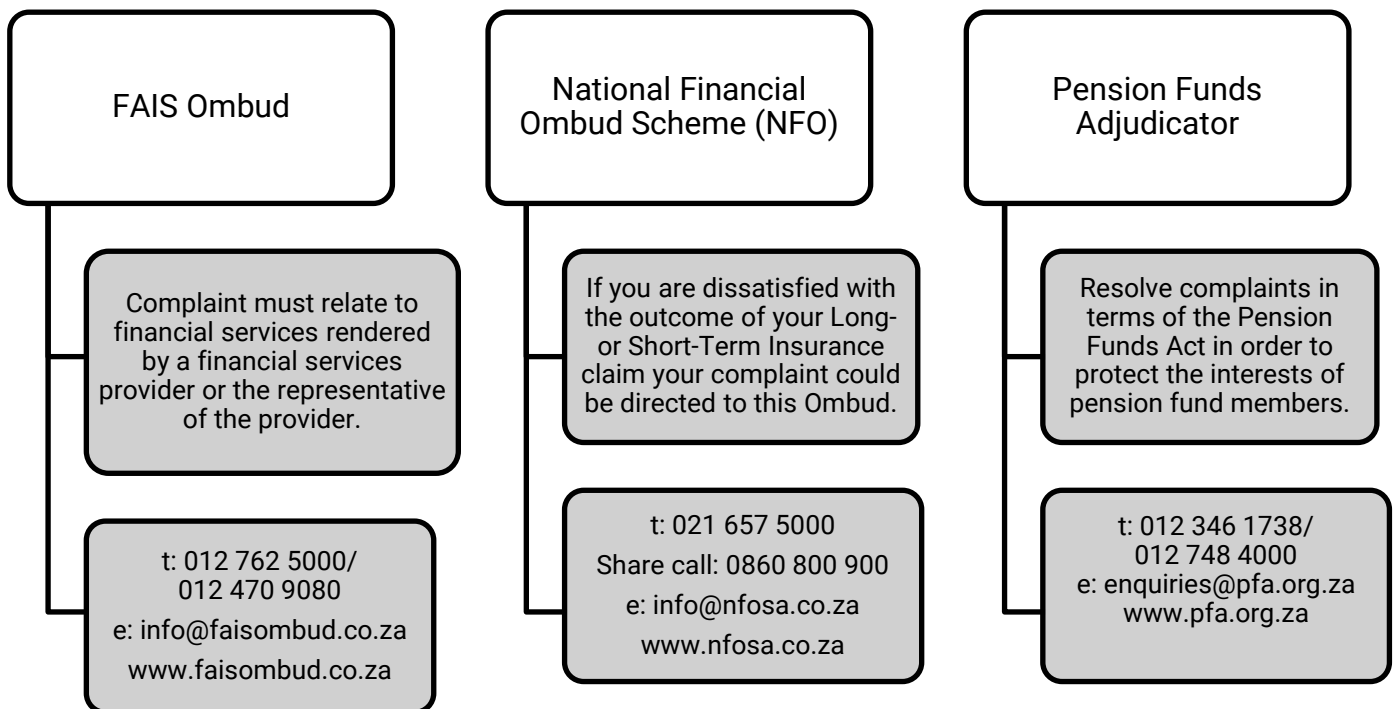 FAIS Ombud
Complaint must relate to
financial services rendered
by a financial services
provider or the representative
of the provider.
t: 012 762 5000/
012 470 9080
e: info@faisombud.co.za
www.faisombud.co.za
National Financial
Ombud Scheme (NFO)
If you are dissatisfied with
the outcome of your Long-
or Short-Term Insurance
claim your complaint could
be directed to this Ombud.
t: 021 657 5000
Share call: 0860 800 900
e: info@nfosa.co.za
www.nfosa.co.za
Pension Funds
Adjudicator
Resolve complaints in
terms of the Pension
Funds Act in order to
protect the interests of
pension fund members.
t: 012 346 1738/
012 748 4000
e: enquiries@pfa.org.za
www.pfa.org.za